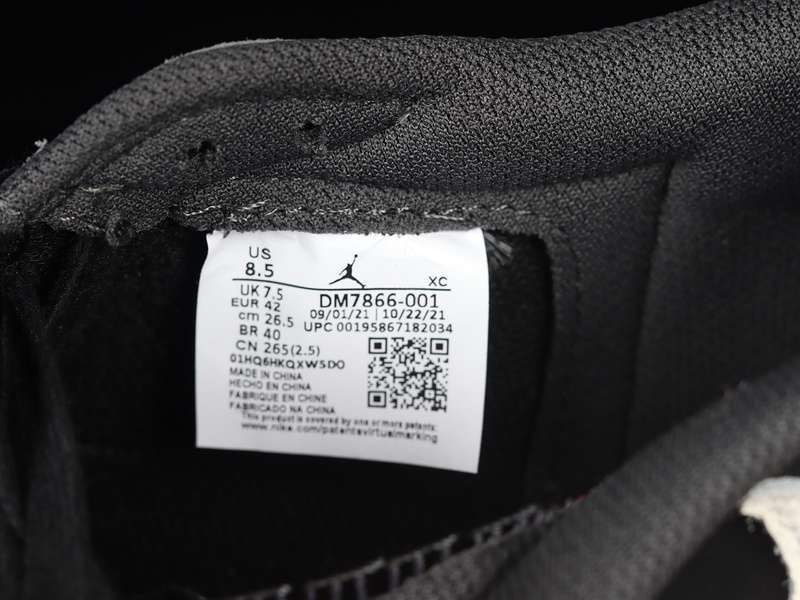 US
8.5
XC
UK 7.5
DM7866-001
EUR 42
09/01/21 | 10/22/21
cm 26.5
UPC 00195867182034
BR 40
CN 265(2.5)
01HQ6HKQXW5D0
MADE IN CHINA
HECHO EN CHINA
FABRIQUE EN CHINE
FABRICADO NA CHINA
This product is covered by one or more patents:
www.nike.com/patentsvirtualmarking